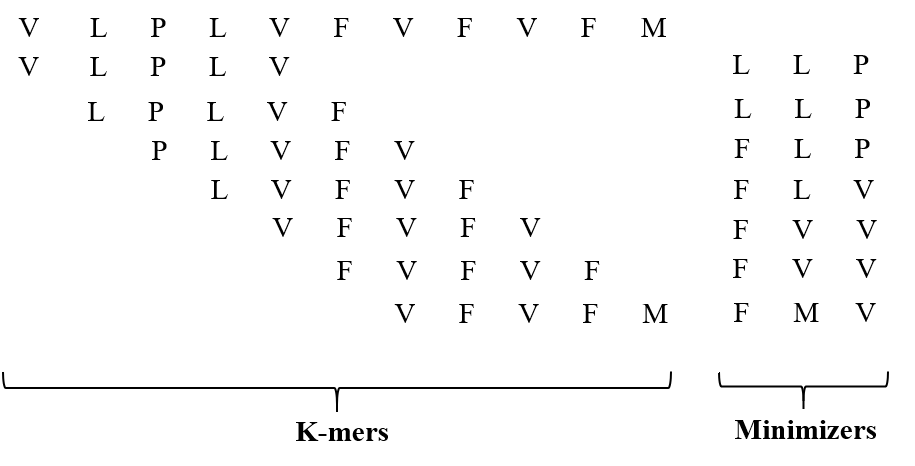 V L P L V F V F V F M
V L P L V L L P
L P L V F L L P
P L V F V F L P
L V F V F F L V
V F V F V F V V
F V F V F F V V
V F V F M F M V
K-mers Minimizers